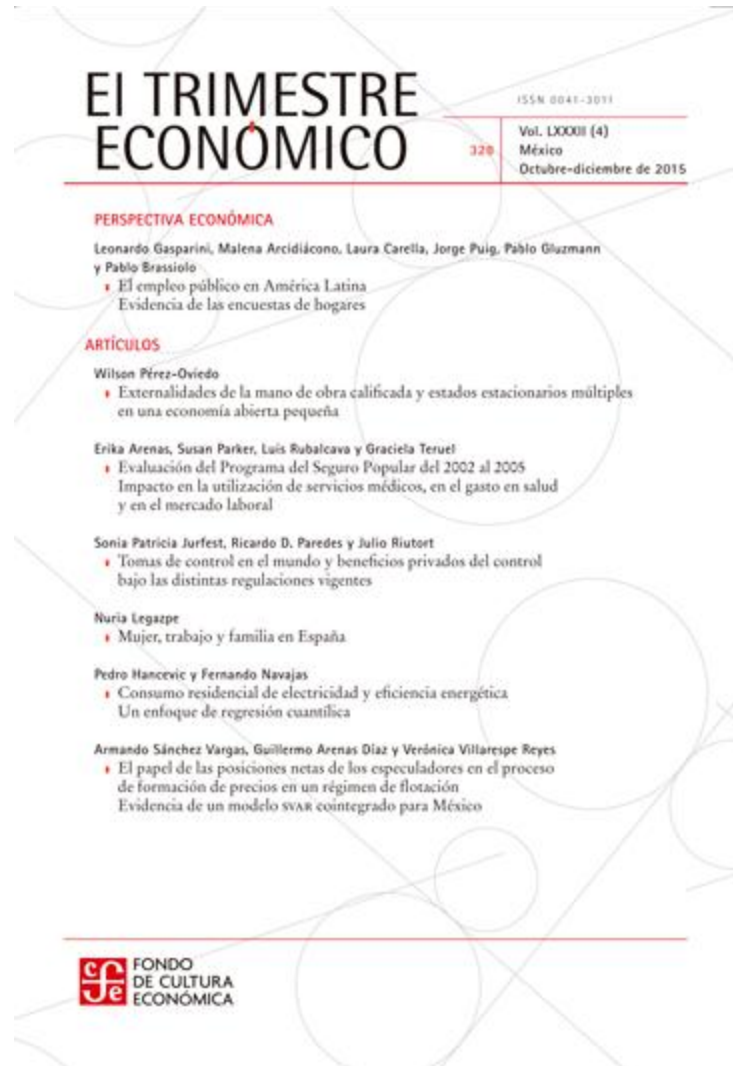 El TRIMESTRE
ECONÓMICO
ISSN 0041-3011
320
Vol. LXXXII (4)
México
Octubre-diciembre de 2015
PERSPECTIVA ECONÓMICA
Leonardo Gasparini, Malena Arcidiácono, Laura Carella, Jorge Puig, Pablo Gluzmann
y Pablo Brassiolo
El empleo público en América Latina
Evidencia de las encuestas de hogares
ARTÍCULOS
Wilson Pérez-Oviedo
Externalidades de la mano de obra calificada y estados estacionarios múltiples
en una economía abierta pequeña
Erika Arenas, Susan Parker, Luis Rubalcava y Graciela Teruel
Evaluación del Programa del Seguro Popular del 2002 al 2005
Impacto en la utilización de servicios médicos, en el gasto en salud
y en el mercado laboral
Sonia Patricia Jurfest, Ricardo D. Paredes y Julio Riutort
Tomas de control en el mundo y beneficios privados del control
bajo las distintas regulaciones vigentes
Nuria Legazpe
Mujer, trabajo y familia en España
Pedro Hancevic y Fernando Navajas
Consumo residencial de electricidad y eficiencia energética
Un enfoque de regresión cuantílica
Armando Sánchez Vargas, Guillermo Arenas Díaz y Verónica Villarespe Reyes
El papel de las posiciones netas de los especuladores en el proceso
de formación de precios en un régimen de flotación
Evidencia de un modelo SVAR cointegrado para México
cfe
FONDO
DE CULTURA
ECONÓMICA